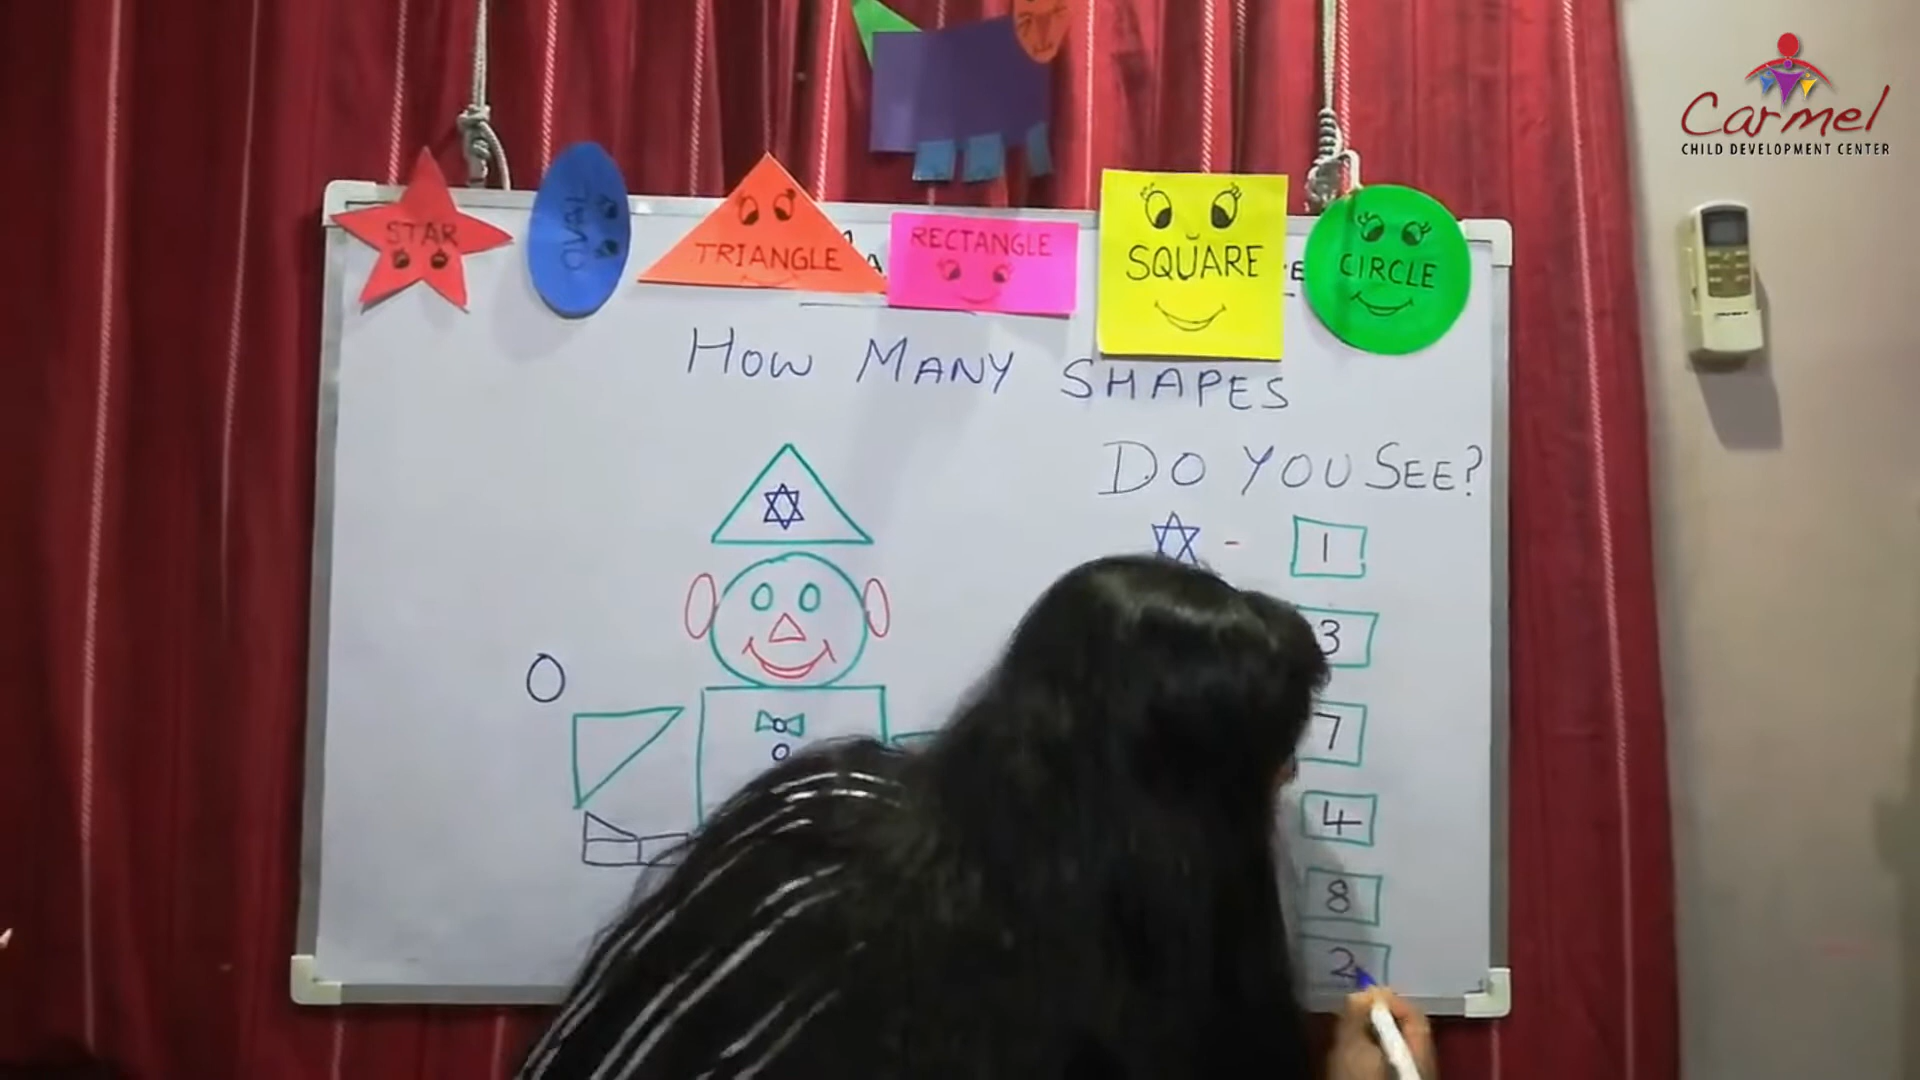 Carmel
CHILD DEVELOPMENT CENTER
STAR
OVAL
TRIANGLE
RECTANGLE
SQUARE
CIRCLE
HOW MANY SHAPES
DO YOU SEE?
- 1
3
7
4
8
2